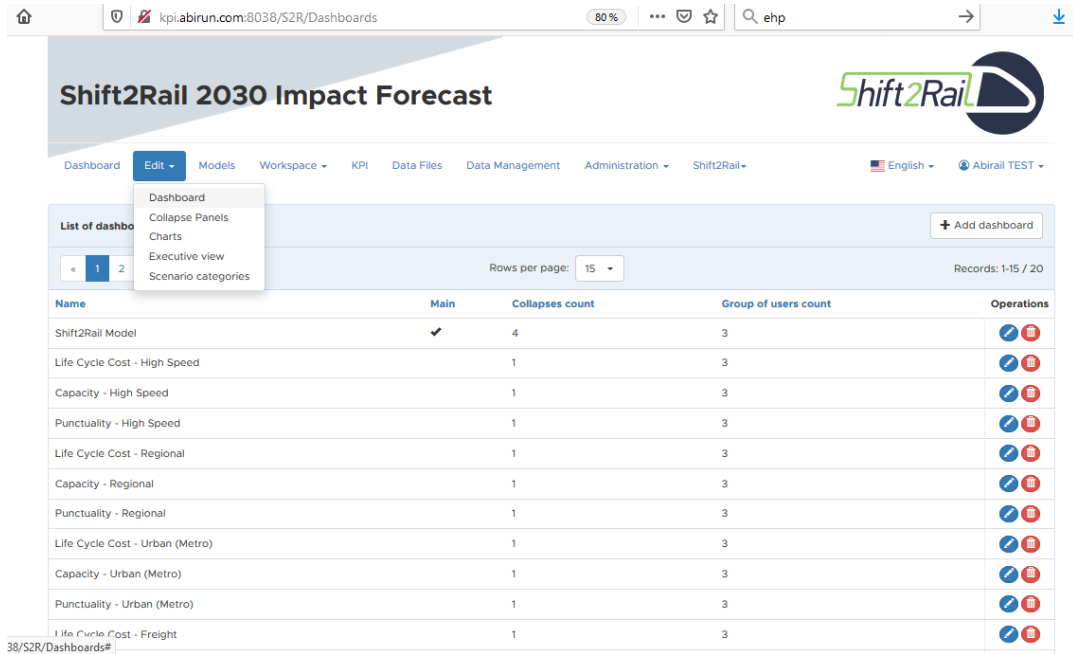 kpi.abirun.com:8038/S2R/Dashboards 80% ehp
Shift2Rail 2030 Impact Forecast
Shift2Rail
Dashboard Edit Models Workspace KPI Data Files Data Management Administration Shift2Rail English Abirail TEST
Dashboard
Collapse Panels
Charts
Executive view
Scenario categories
List of dashbo + Add dashboard
« 1 2 Rows per page: 15 Records: 1-15 / 20
Name Main Collapses count Group of users count Operations
Shift2Rail Model ✔ 4 3
Life Cycle Cost - High Speed 1 3
Capacity - High Speed 1 3
Punctuality - High Speed 1 3
Life Cycle Cost - Regional 1 3
Capacity - Regional 1 3
Punctuality - Regional 1 3
Life Cycle Cost - Urban (Metro) 1 3
Capacity - Urban (Metro) 1 3
Punctuality - Urban (Metro) 1 3
Life Cycle Cost - Freight 1 3
38/S2R/Dashboards#